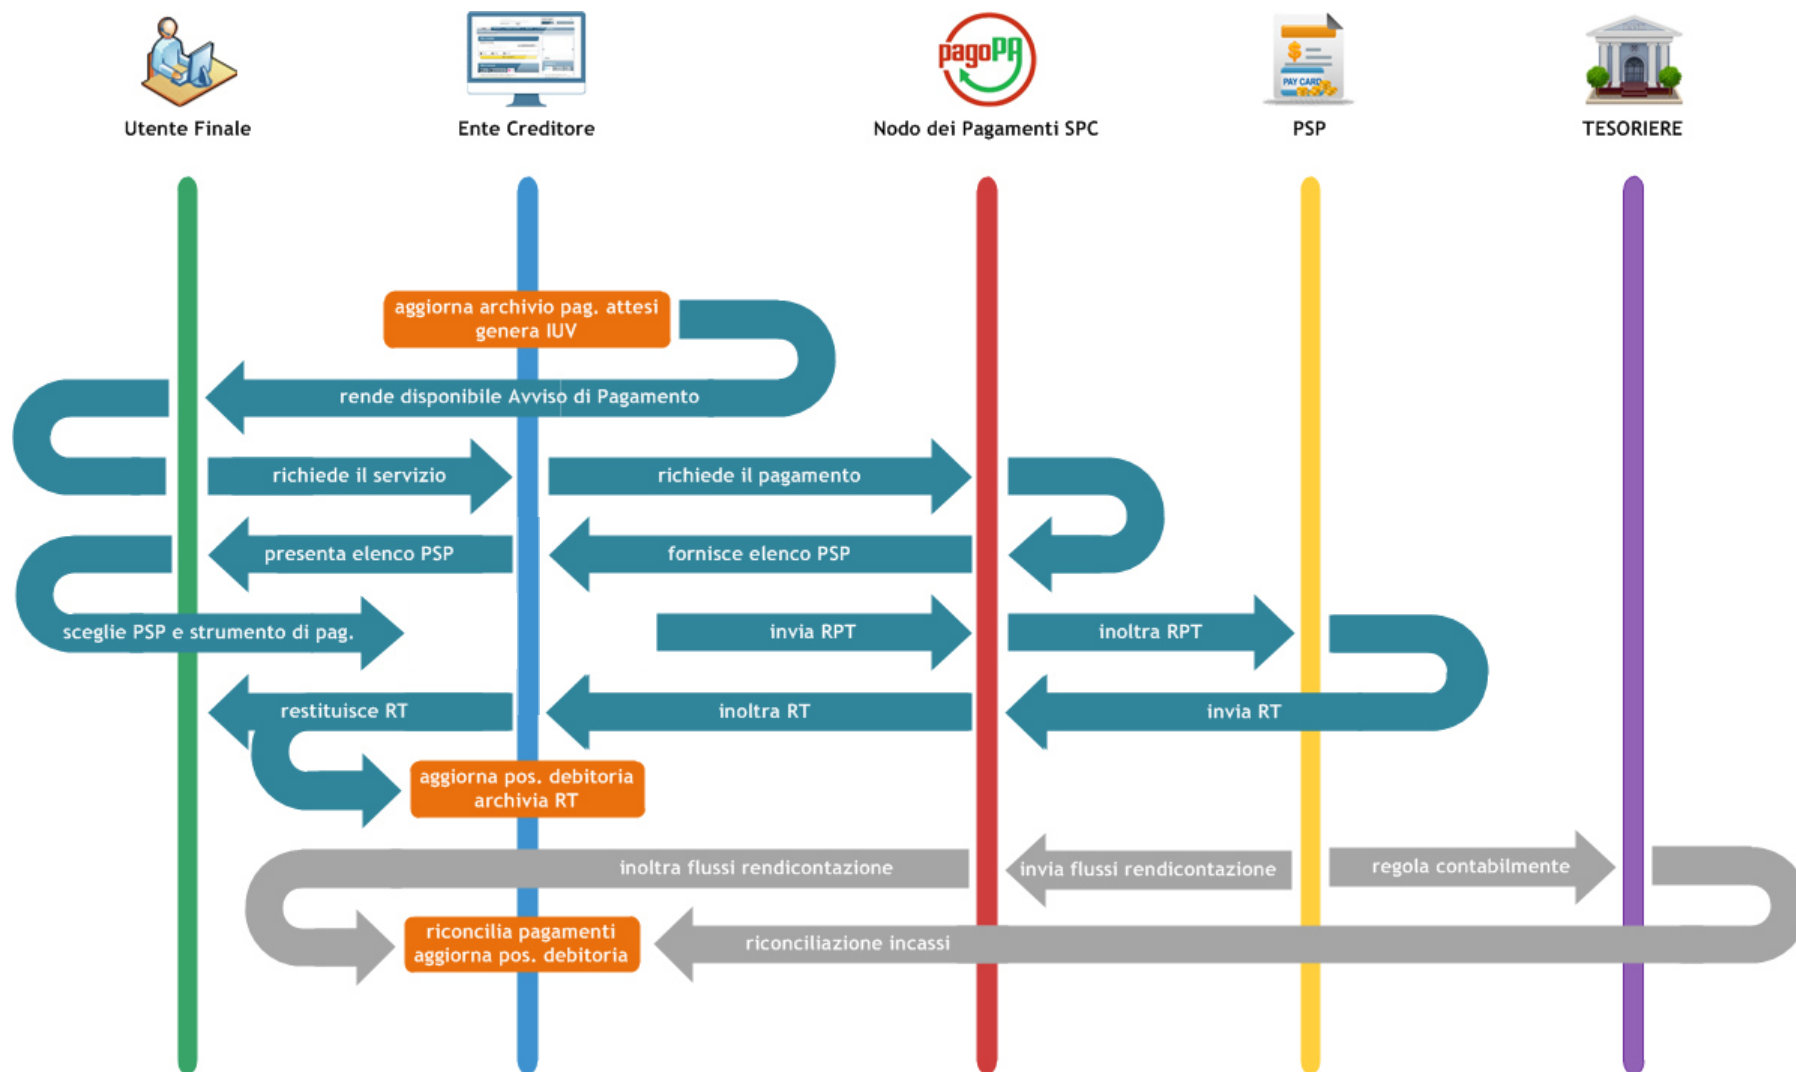 pagoPA
PAY CARD
Utente Finale
Ente Creditore
Nodo dei Pagamenti SPC
PSP
TESORIERE
aggiorna archivio pag. attesi
genera IUV
rende disponibile Avviso di Pagamento
richiede il servizio
richiede il pagamento
presenta elenco PSP
fornisce elenco PSP
sceglie PSP e strumento di pag.
invia RPT
inoltra RPT
restituisce RT
inoltra RT
invia RT
aggiorna pos. debitoria
archivia RT
inoltra flussi rendicontazione
invia flussi rendicontazione
regola contabilmente
riconcilia pagamenti
aggiorna pos. debitoria
riconciliazione incassi